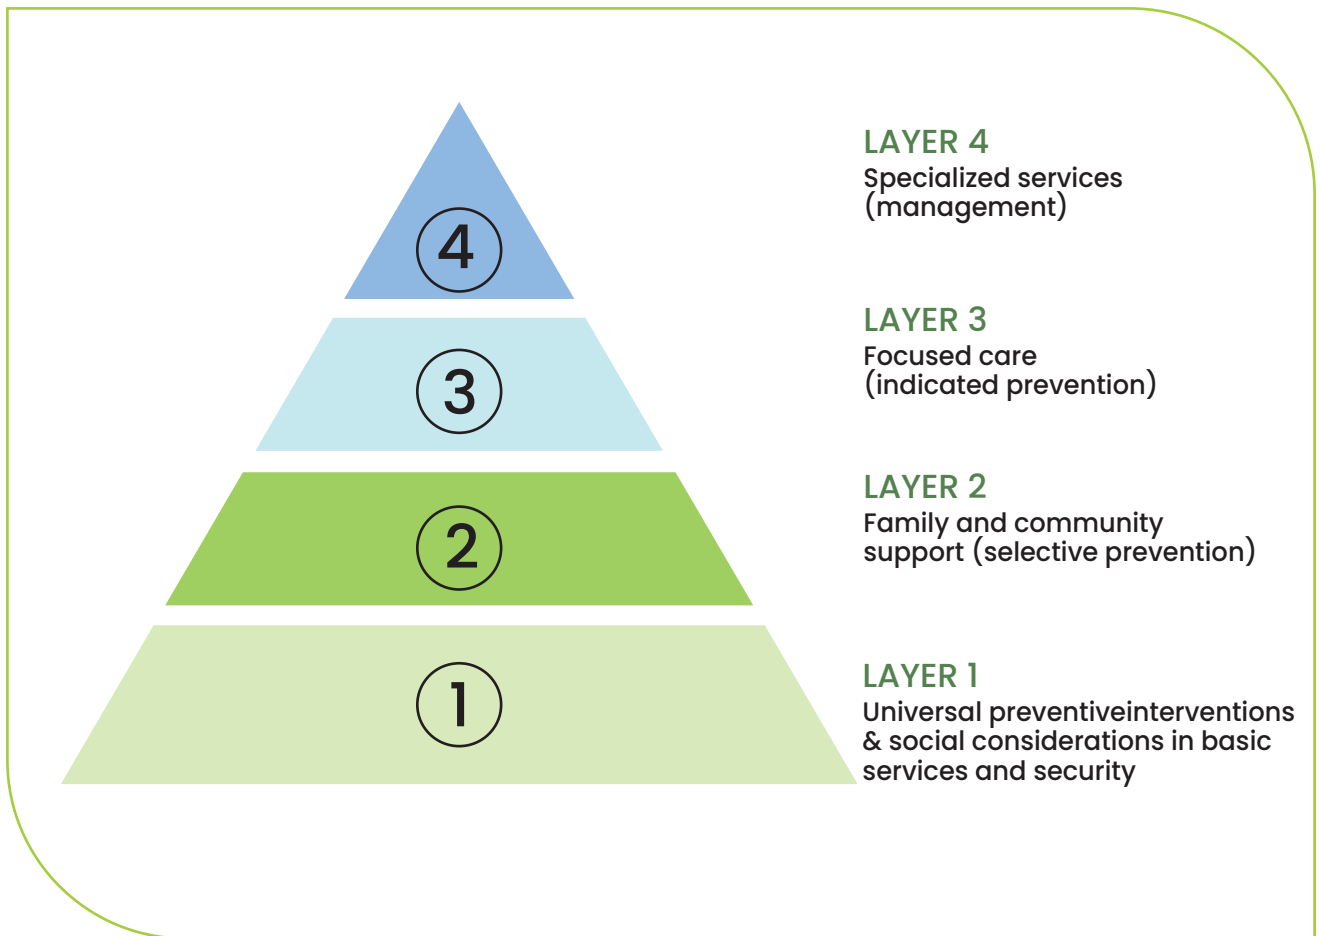 4
LAYER 4
Specialized services
(management)
3
LAYER 3
Focused care
(indicated prevention)
2
LAYER 2
Family and community
support (selective prevention)
1
LAYER 1
Universal preventiveinterventions
& social considerations in basic
services and security